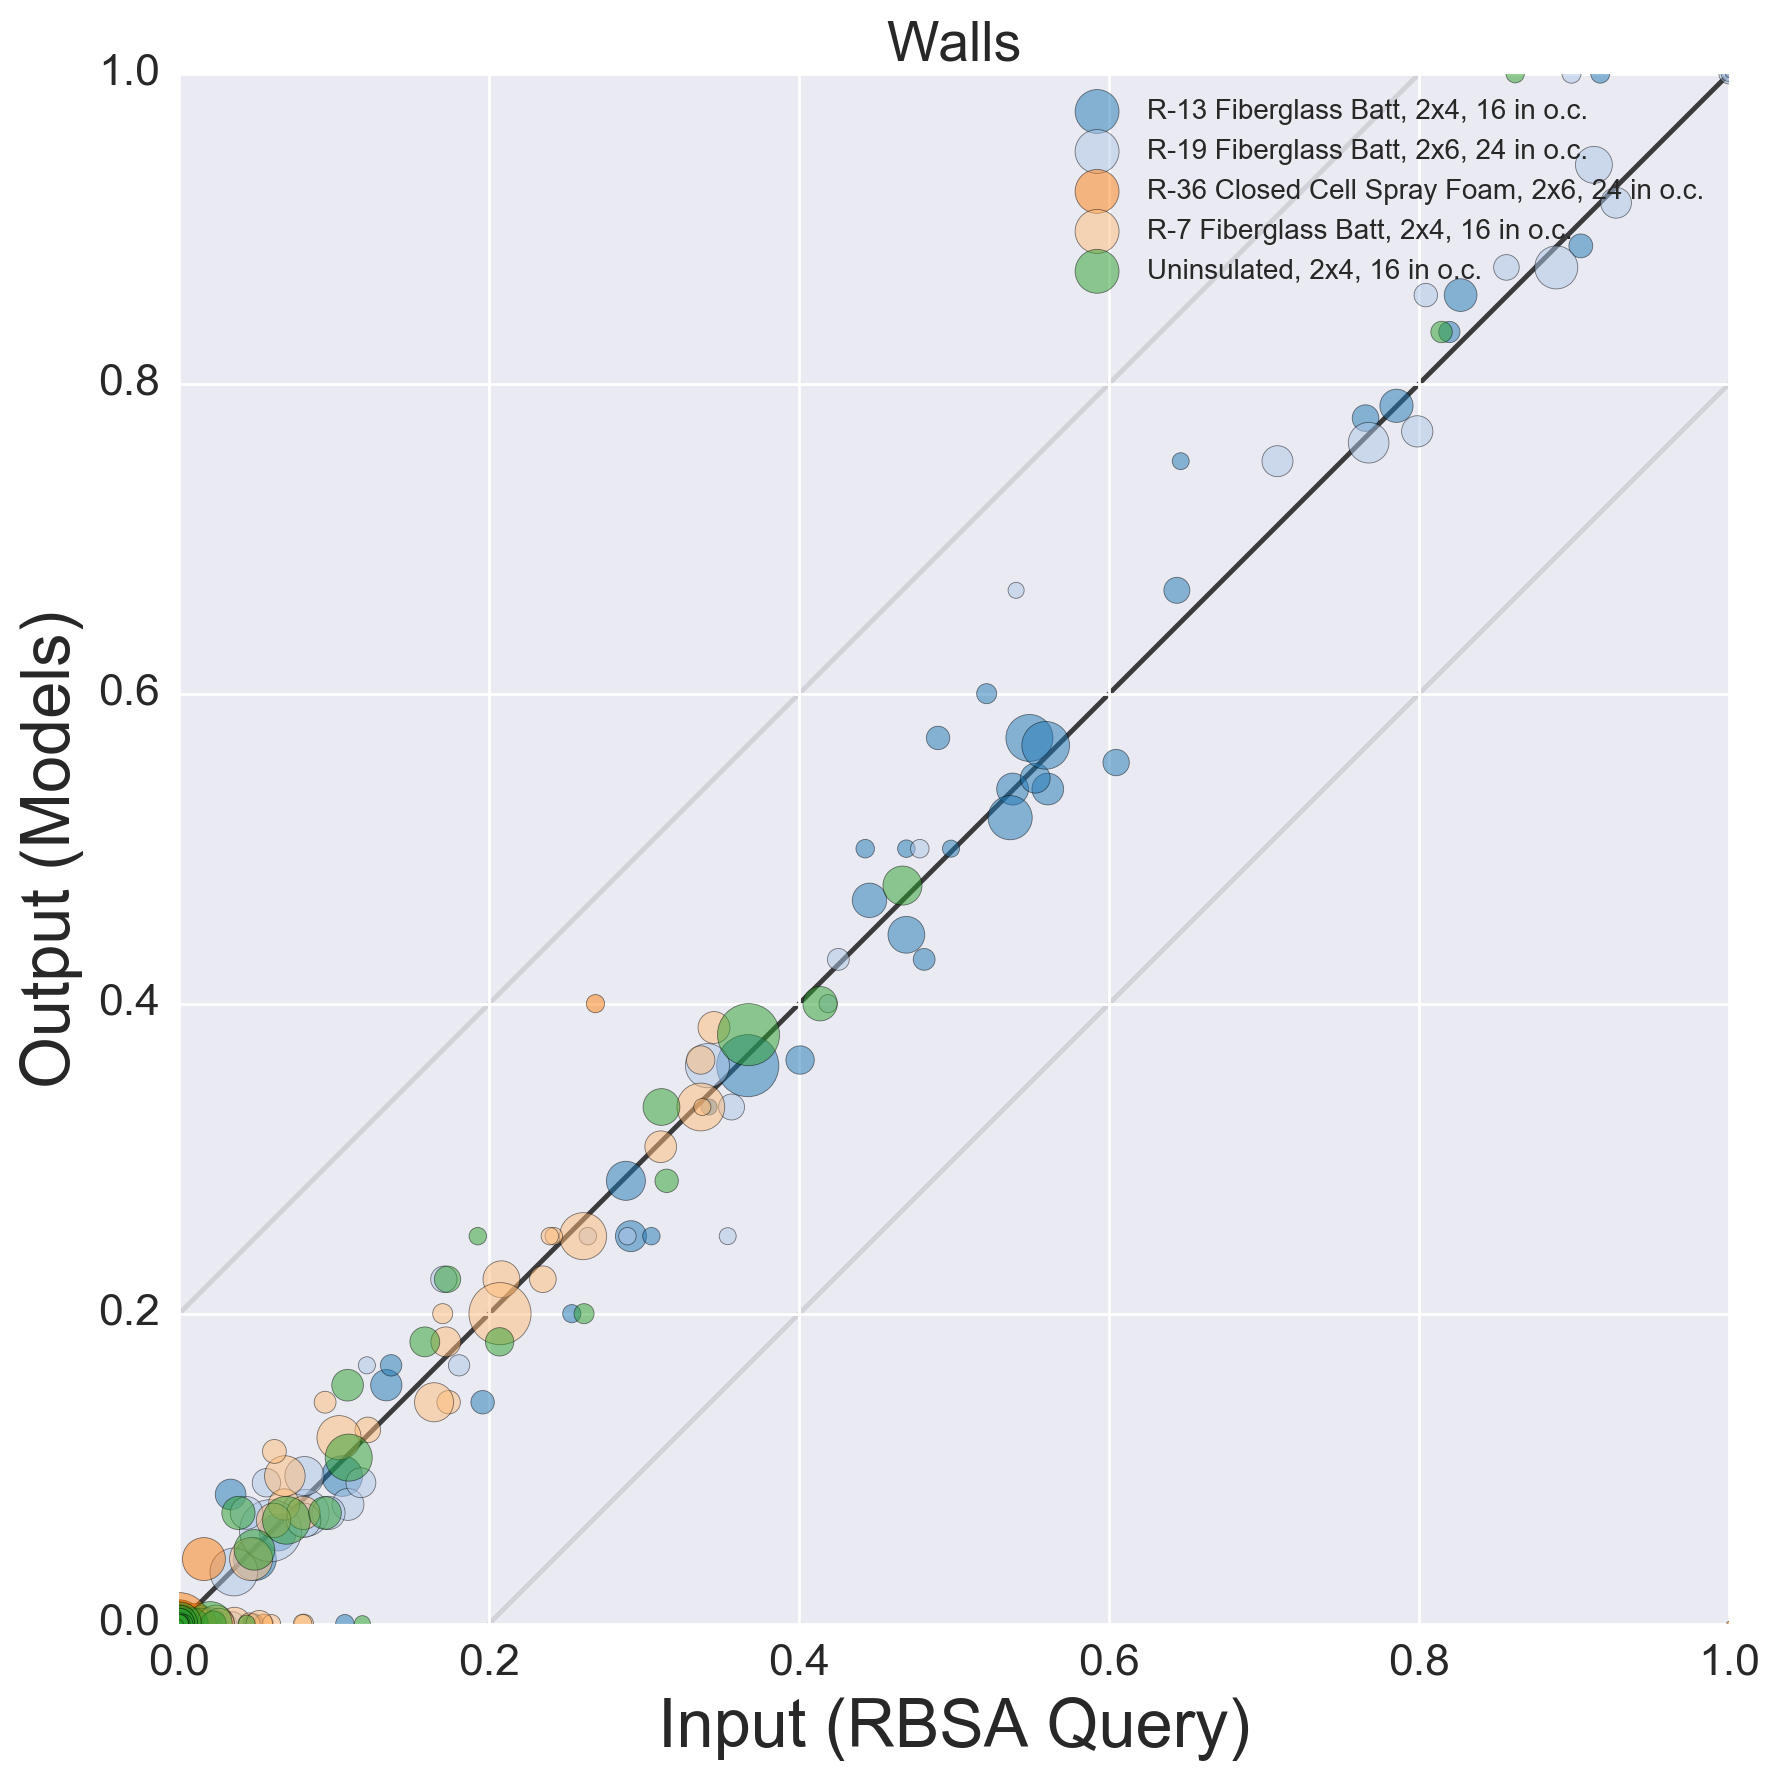 Walls
1.0
R-13 Fiberglass Batt, 2x4, 16 in o.c.
R-19 Fiberglass Batt, 2x6, 24 in o.c.
R-36 Closed Cell Spray Foam, 2x6, 24 in o.c.
R-7 Fiberglass Batt, 2x4, 16 in o.c.
Uninsulated, 2x4, 16 in o.c.
0.8
0.6
0.4
0.2
0.0
Output (Models)
0.0 0.2 0.4 0.6 0.8 1.0
Input (RBSA Query)